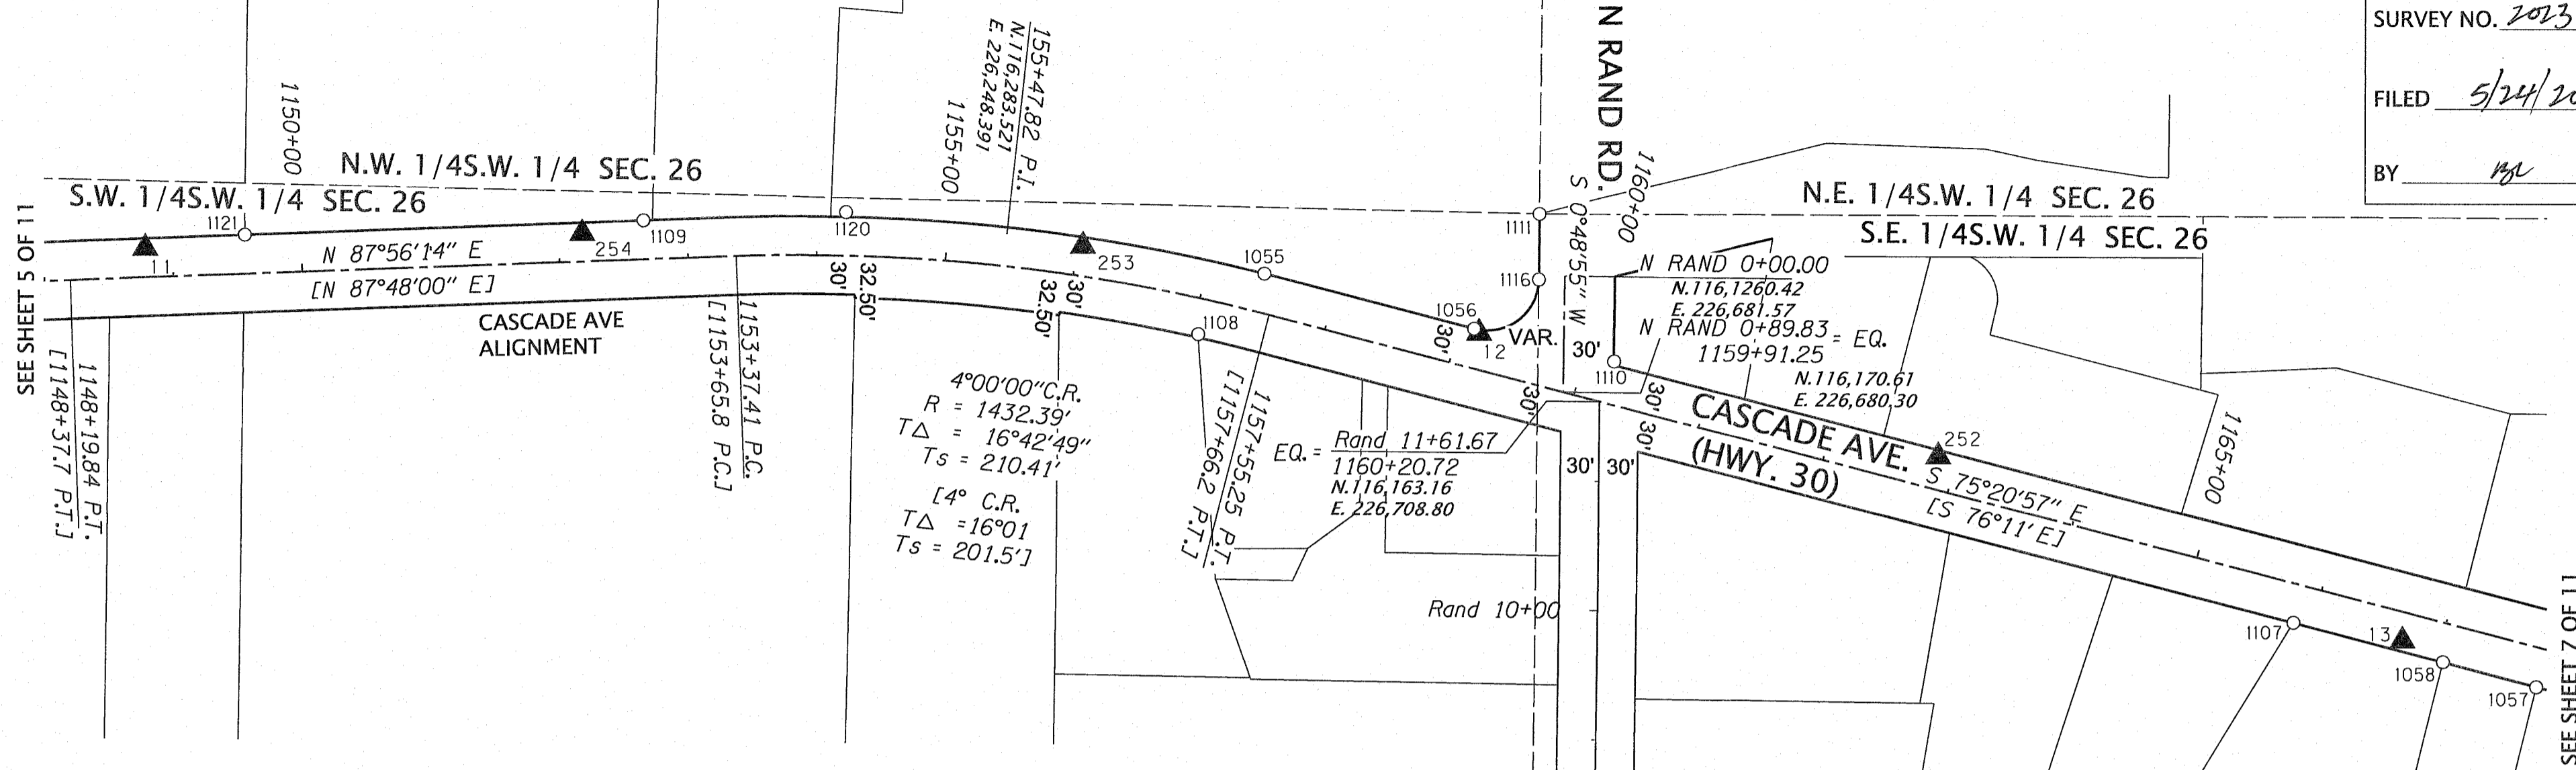 SURVEY NO. 2023
FILED 5/24/20
BY
SEE SHEET 5 OF 11
1150+00
N.W. 1/4S.W. 1/4 SEC. 26
S.W. 1/4S.W. 1/4 SEC. 26
1121
11
254
1109
1120
N 87°56'14" E
[N 87°48'00" E]
CASCADE AVE
ALIGNMENT
1148+19.84 P.T.
[1148+37.7 P.T.]
1153+37.41 P.C.
[1153+65.8 P.C.]
30'
32.50'
32.50'
30'
155+47.82 P.I.
N.116,283.521
E. 226,248.391
1155+00
253
1055
1108
1056
12
VAR.
30'
4°00'00"C.R.
R = 1432.39'
T△ = 16°42'49"
Ts = 210.41'
[4° C.R.
T△ =16°01
Ts = 201.5']
1157+55.25 P.T.
[1157+66.2 P.T.]
EQ. = Rand 11+61.67
1160+20.72
N.116,163.16
E. 226,708.80
Rand 10+00
N RAND RD.
S 0°48'55" W
1160+00
1111
1116
1110
30'
30'
30'
30'
30'
30'
N RAND 0+00.00
N.116,1260.42
E. 226,681.57
N RAND 0+89.83 = EQ.
1159+91.25
N.116,170.61
E. 226,680.30
N.E. 1/4S.W. 1/4 SEC. 26
S.E. 1/4S.W. 1/4 SEC. 26
CASCADE AVE.
(HWY. 30)
252
S 75°20'57" E
[S 76°11' E]
1165+00
1107
13
1058
1057
SEE SHEET 7 OF 11